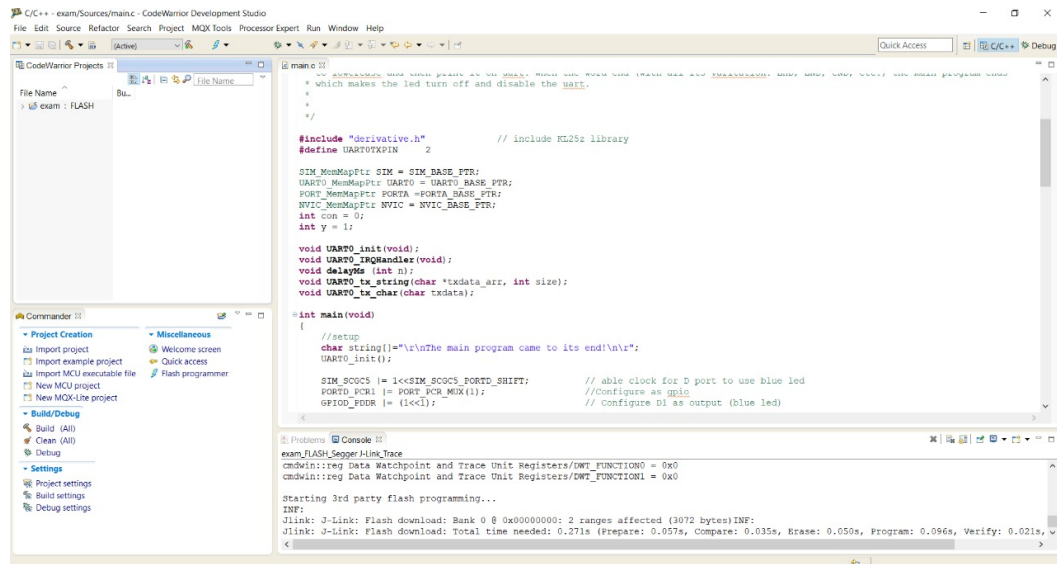 C/C++ - exam/Sources/main.c - CodeWarrior Development Studio
File Edit Source Refactor Search Project MQX Tools Processor Expert Run Window Help
(Active)
Quick Access
C/C++
Debug
CodeWarrior Projects
File Name
File Name
Bu...
exam : FLASH
Commander
Project Creation
Import project
Import example project
Import MCU executable file
New MCU project
New MQX-Lite project
Build/Debug
Build (All)
Clean (All)
Debug
Settings
Project settings
Build settings
Debug settings
Miscellaneous
Welcome screen
Quick access
Flash programmer
main.c
* which makes the led turn off and disable the uart.
*
*
*/
#include "derivative.h" // include KL25z library
#define UART0TXPIN 2
SIM_MemMapPtr SIM = SIM_BASE_PTR;
UART0_MemMapPtr UART0 = UART0_BASE_PTR;
PORT_MemMapPtr PORTA =PORTA_BASE_PTR;
NVIC_MemMapPtr NVIC = NVIC_BASE_PTR;
int con = 0;
int y = 1;
void UART0_init(void);
void UART0_IRQHandler(void);
void delayMs (int n);
void UART0_tx_string(char *txdata_arr, int size);
void UART0_tx_char(char txdata);
int main(void)
{
//setup
char string[]="\r\nThe main program came to its end!\n\r";
UART0_init();
SIM_SCGC5 |= 1<<SIM_SCGC5_PORTD_SHIFT; // able clock for D port to use blue led
PORTD_PCR1 |= PORT_PCR_MUX(1); //Configure as gpio
GPIOD_PDDR |= (1<<1); // Configure D1 as output (blue led)
Problems Console
exam_FLASH_Segger J-Link_Trace
cmdwin::reg Data Watchpoint and Trace Unit Registers/DWT_FUNCTION0 = 0x0
cmdwin::reg Data Watchpoint and Trace Unit Registers/DWT_FUNCTION1 = 0x0
Starting 3rd party flash programming...
INF:
Jlink: J-Link: Flash download: Bank 0 @ 0x00000000: 2 ranges affected (3072 bytes)INF:
Jlink: J-Link: Flash download: Total time needed: 0.271s (Prepare: 0.057s, Compare: 0.035s, Erase: 0.050s, Program: 0.096s, Verify: 0.021s,